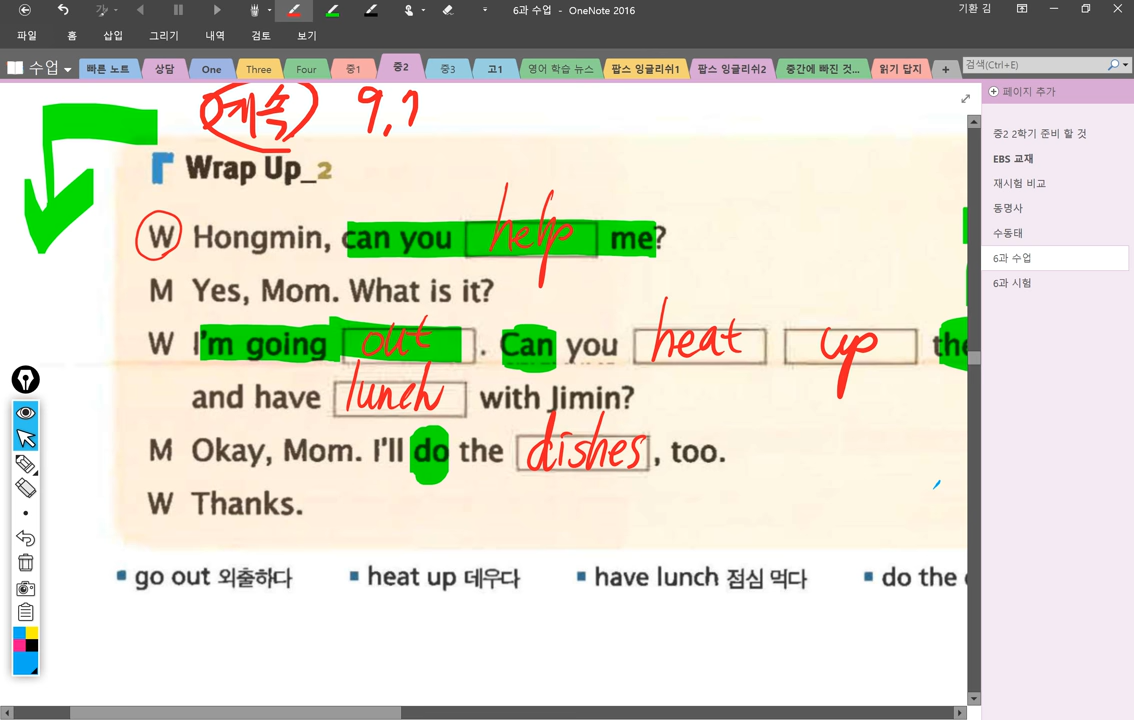 6과 수업 - OneNote 2016
기환 김
파일 홈 삽입 그리기 내역 검토 보기
수업 빠른 노트 상담 One Three Four 중1 중2 중3 고1 영어 학습 뉴스 팝스 잉글리쉬1 팝스 잉글리쉬2 중간에 빠진 것... 읽기 답지 + 검색(Ctrl+E)
페이지 추가
중2 2학기 준비 할 것
EBS 교재
재시험 비교
동명사
수동태
6과 수업
6과 시험
계속 9,1
Wrap Up_2
W Hongmin, can you help me?
M Yes, Mom. What is it?
W I'm going out. Can you heat up the
and have lunch with Jimin?
M Okay, Mom. I'll do the dishes, too.
W Thanks.
go out 외출하다 heat up 데우다 have lunch 점심 먹다 do the